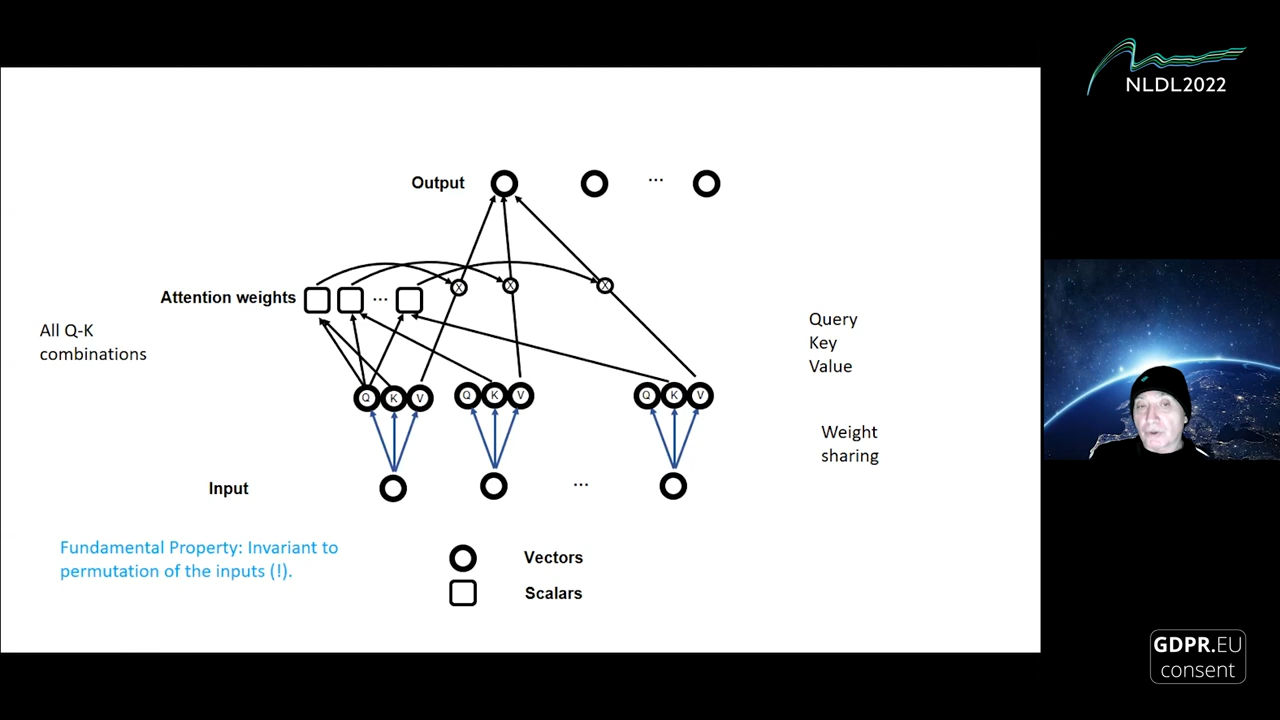 NLDL2022
Output
...
X X X
Attention weights
...
All Q-K
combinations
Query
Key
Value
Q K V Q K V Q K V
Weight
sharing
Input
...
Fundamental Property: Invariant to
permutation of the inputs (!).
Vectors
Scalars
GDPR.EU
consent